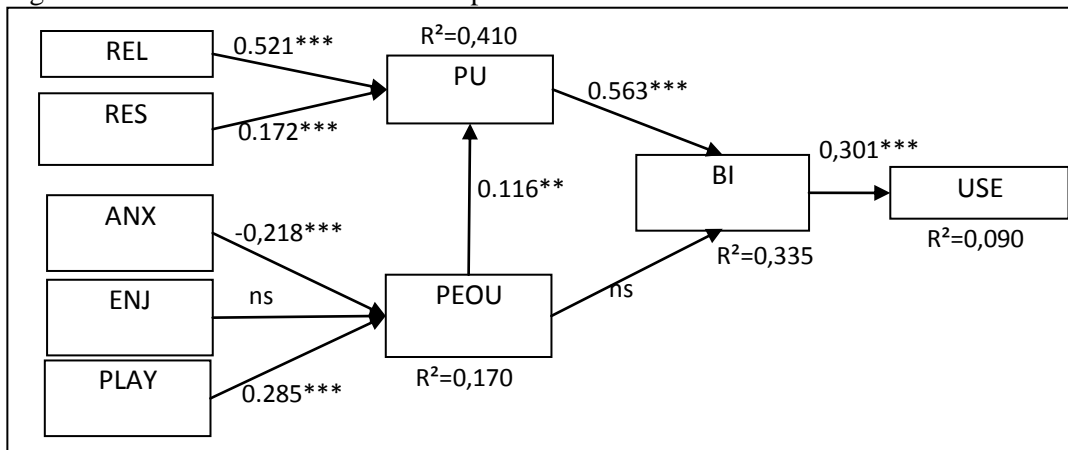 REL
0.521***
R²=0,410
PU
RES
0.172***
0.563***
BI
0,301***
USE
R²=0,090
R²=0,335
0.116**
ANX
-0,218***
ENJ
ns
PEOU
ns
PLAY
0.285***
R²=0,170